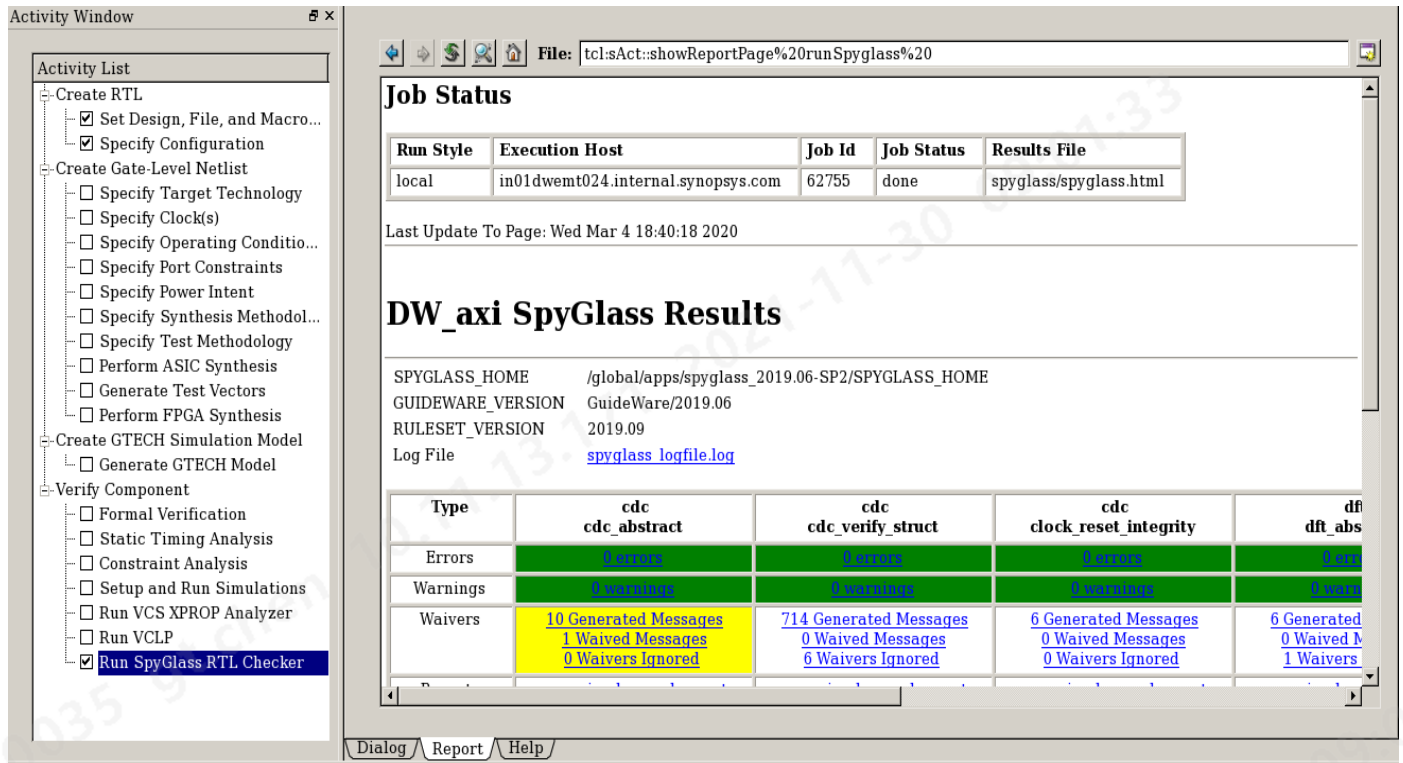 Activity Window
Activity List
Create RTL
Set Design, File, and Macro...
Specify Configuration
Create Gate-Level Netlist
Specify Target Technology
Specify Clock(s)
Specify Operating Conditio...
Specify Port Constraints
Specify Power Intent
Specify Synthesis Methodol...
Specify Test Methodology
Perform ASIC Synthesis
Generate Test Vectors
Perform FPGA Synthesis
Create GTECH Simulation Model
Generate GTECH Model
Verify Component
Formal Verification
Static Timing Analysis
Constraint Analysis
Setup and Run Simulations
Run VCS XPROP Analyzer
Run VCLP
Run SpyGlass RTL Checker
File: tcl:sAct::showReportPage%20runSpyglass%20
Job Status
Run Style Execution Host Job Id Job Status Results File
local in01dwemt024.internal.synopsys.com 62755 done spyglass/spyglass.html
Last Update To Page: Wed Mar 4 18:40:18 2020
DW_axi SpyGlass Results
SPYGLASS_HOME /global/apps/spyglass_2019.06-SP2/SPYGLASS_HOME
GUIDEWARE_VERSION GuideWare/2019.06
RULESET_VERSION 2019.09
Log File spyglass_logfile.log
Type cdc cdc cdc df
cdc_abstract cdc_verify_struct clock_reset_integrity dft_abs
Errors 0 errors 0 errors 0 errors 0 err
Warnings 0 warnings 0 warnings 0 warnings 0 warn
Waivers 10 Generated Messages 714 Generated Messages 6 Generated Messages 6 Generated
1 Waived Messages 0 Waived Messages 0 Waived Messages 0 Waived M
0 Waivers Ignored 6 Waivers Ignored 0 Waivers Ignored 1 Waivers
Dialog Report Help